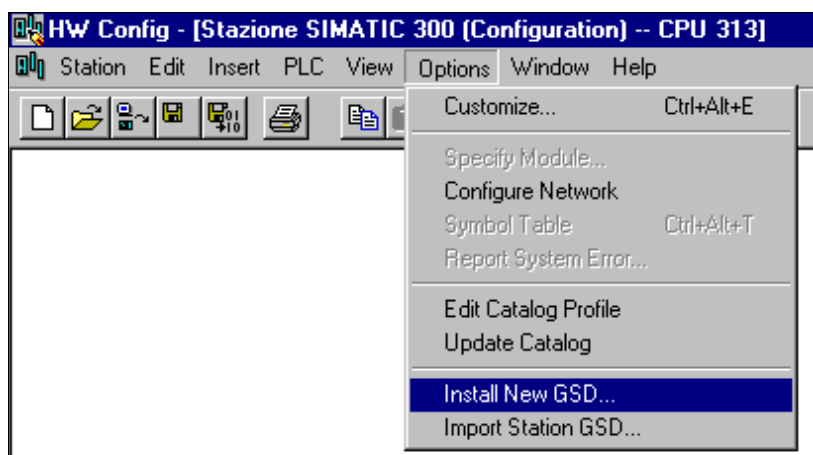 HW Config - [Stazione SIMATIC 300 (Configuration) -- CPU 313]
Station Edit Insert PLC View Options Window Help
Customize... Ctrl+Alt+E
Specify Module...
Configure Network
Symbol Table Ctrl+Alt+T
Report System Error...
Edit Catalog Profile
Update Catalog
Install New GSD...
Import Station GSD...